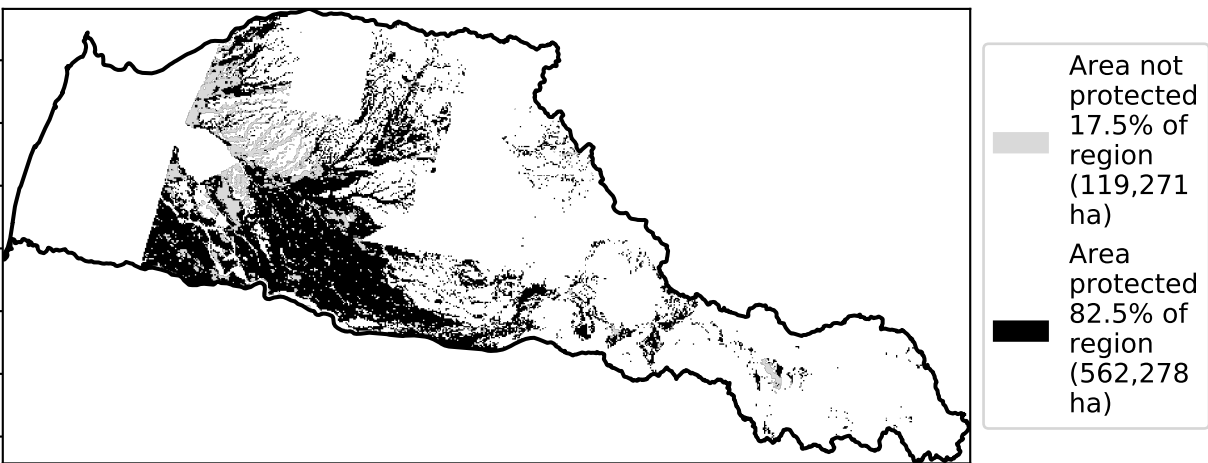 Area not
protected
17.5% of
region
(119,271
ha)
Area
protected
82.5% of
region
(562,278
ha)